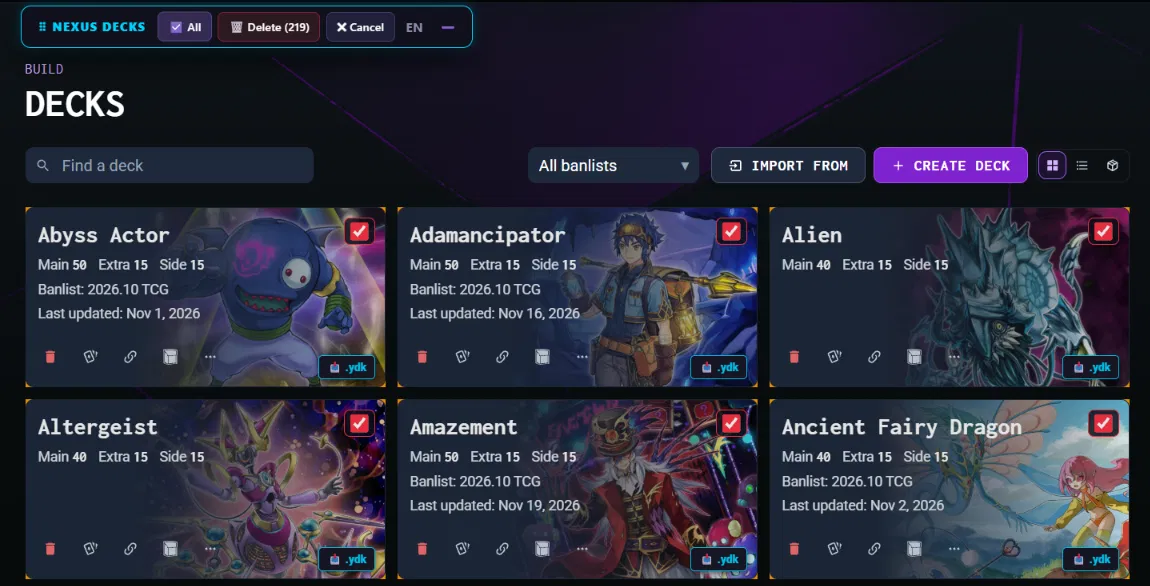 NEXUS DECKS All Delete (219) Cancel EN
BUILD
DECKS
Find a deck
All banlists
IMPORT FROM
+ CREATE DECK
Abyss Actor
Main 50 Extra 15 Side 15
Banlist: 2026.10 TCG
Last updated: Nov 1, 2026
.ydk
Adamancipator
Main 50 Extra 15 Side 15
Banlist: 2026.10 TCG
Last updated: Nov 16, 2026
.ydk
Alien
Main 40 Extra 15 Side 15
.ydk
Altergeist
Main 40 Extra 15 Side 15
.ydk
Amazement
Main 50 Extra 15 Side 15
Banlist: 2026.10 TCG
Last updated: Nov 19, 2026
.ydk
Ancient Fairy Dragon
Main 40 Extra 15 Side 15
Banlist: 2026.10 TCG
Last updated: Nov 2, 2026
.ydk